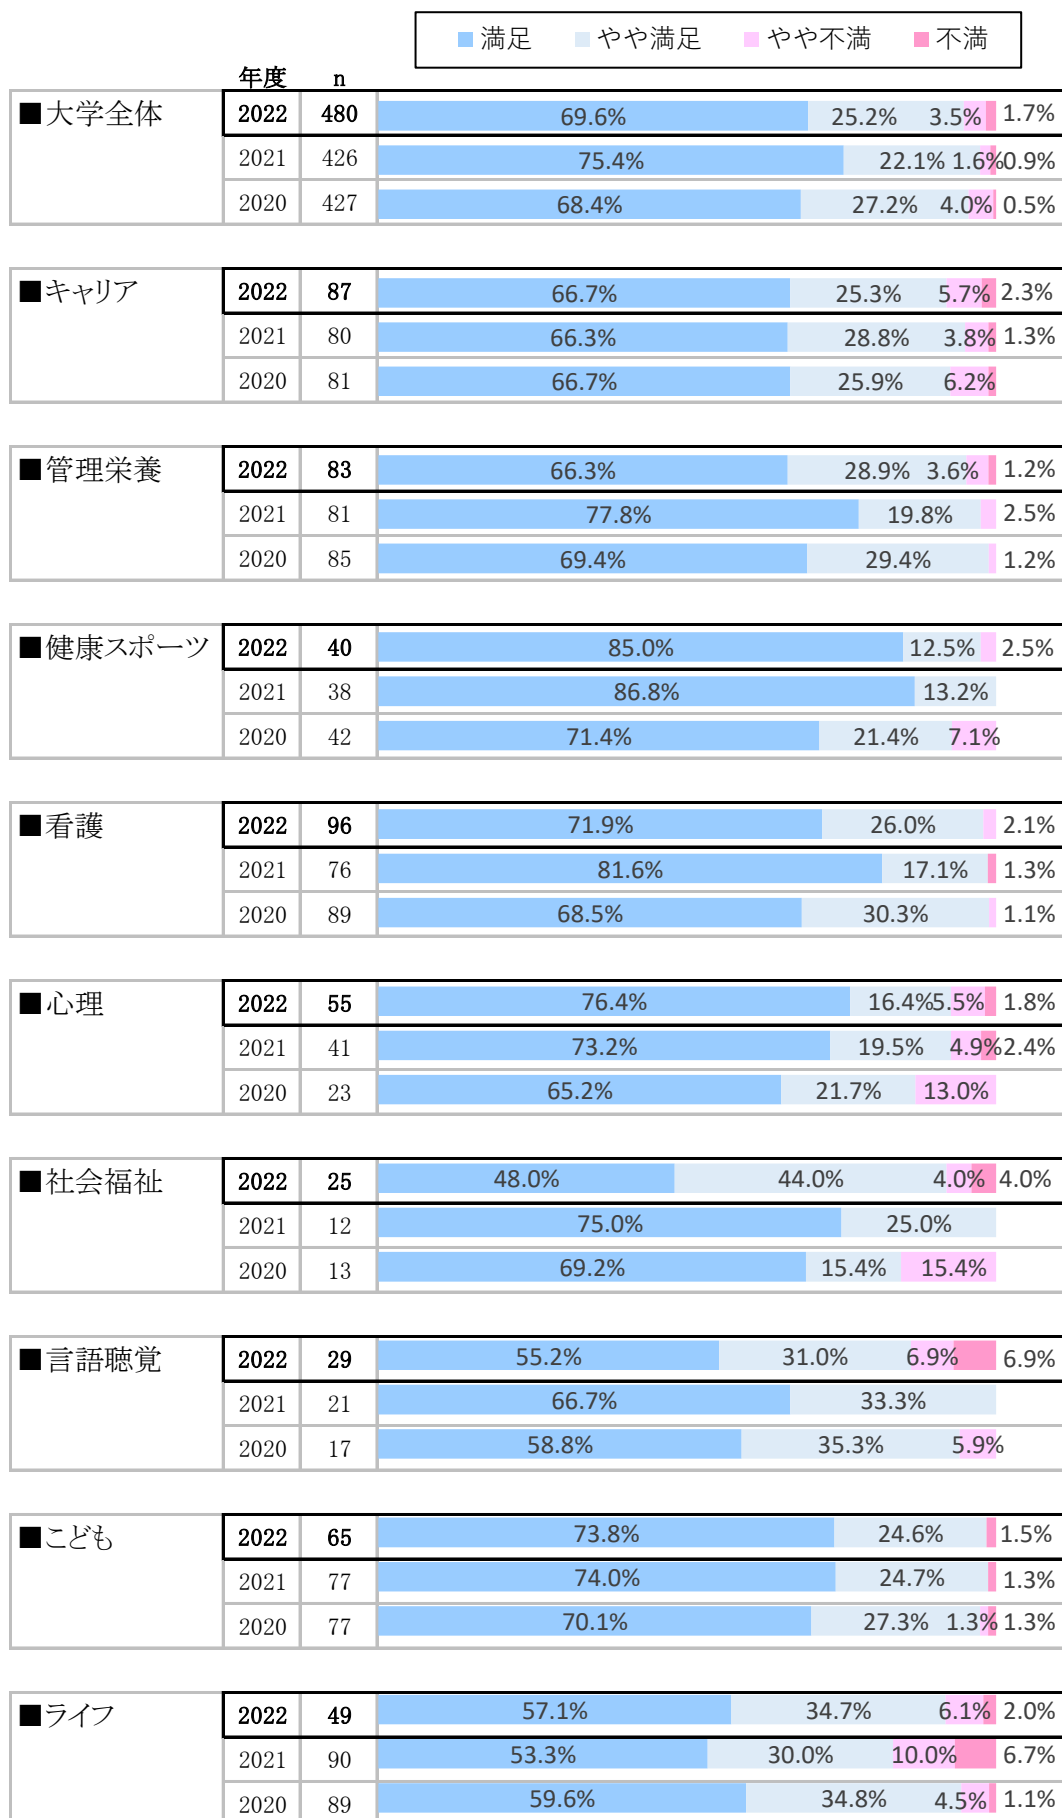 満足 やや満足 やや不満 不満
年度 n
■大学全体 2022 480 69.6% 25.2% 3.5% 1.7%
2021 426 75.4% 22.1% 1.6% 0.9%
2020 427 68.4% 27.2% 4.0% 0.5%
■キャリア 2022 87 66.7% 25.3% 5.7% 2.3%
2021 80 66.3% 28.8% 3.8% 1.3%
2020 81 66.7% 25.9% 6.2%
■管理栄養 2022 83 66.3% 28.9% 3.6% 1.2%
2021 81 77.8% 19.8% 2.5%
2020 85 69.4% 29.4% 1.2%
■健康スポーツ 2022 40 85.0% 12.5% 2.5%
2021 38 86.8% 13.2%
2020 42 71.4% 21.4% 7.1%
■看護 2022 96 71.9% 26.0% 2.1%
2021 76 81.6% 17.1% 1.3%
2020 89 68.5% 30.3% 1.1%
■心理 2022 55 76.4% 16.4% 5.5% 1.8%
2021 41 73.2% 19.5% 4.9% 2.4%
2020 23 65.2% 21.7% 13.0%
■社会福祉 2022 25 48.0% 44.0% 4.0% 4.0%
2021 12 75.0% 25.0%
2020 13 69.2% 15.4% 15.4%
■言語聴覚 2022 29 55.2% 31.0% 6.9% 6.9%
2021 21 66.7% 33.3%
2020 17 58.8% 35.3% 5.9%
■こども 2022 65 73.8% 24.6% 1.5%
2021 77 74.0% 24.7% 1.3%
2020 77 70.1% 27.3% 1.3% 1.3%
■ライフ 2022 49 57.1% 34.7% 6.1% 2.0%
2021 90 53.3% 30.0% 10.0% 6.7%
2020 89 59.6% 34.8% 4.5% 1.1%